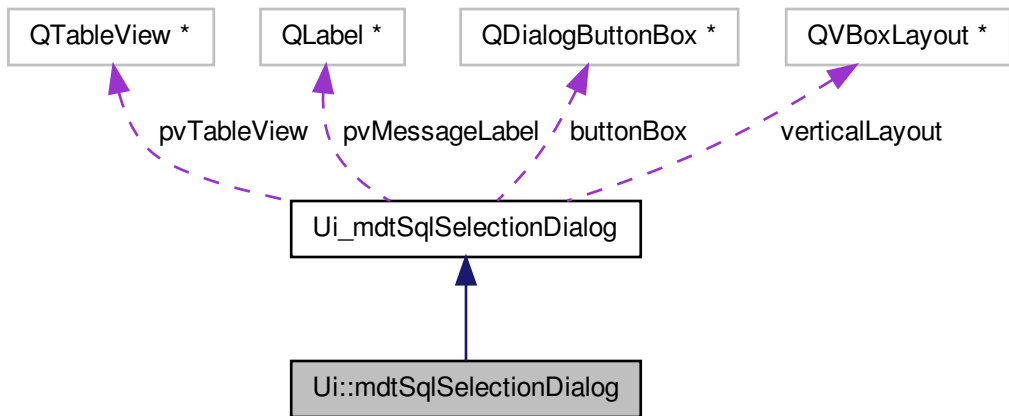 QTableView * QLabel * QDialogButtonBox * QVBoxLayout *
pvTableView pvMessageLabel buttonBox verticalLayout
Ui_mdtSqlSelectionDialog
Ui::mdtSqlSelectionDialog